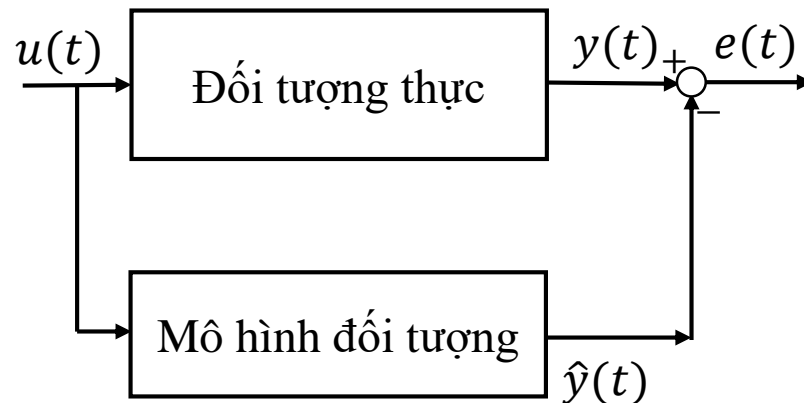 u(t)
Đối tượng thực
y(t)
+
e(t)
−
Mô hình đối tượng
ŷ(t)